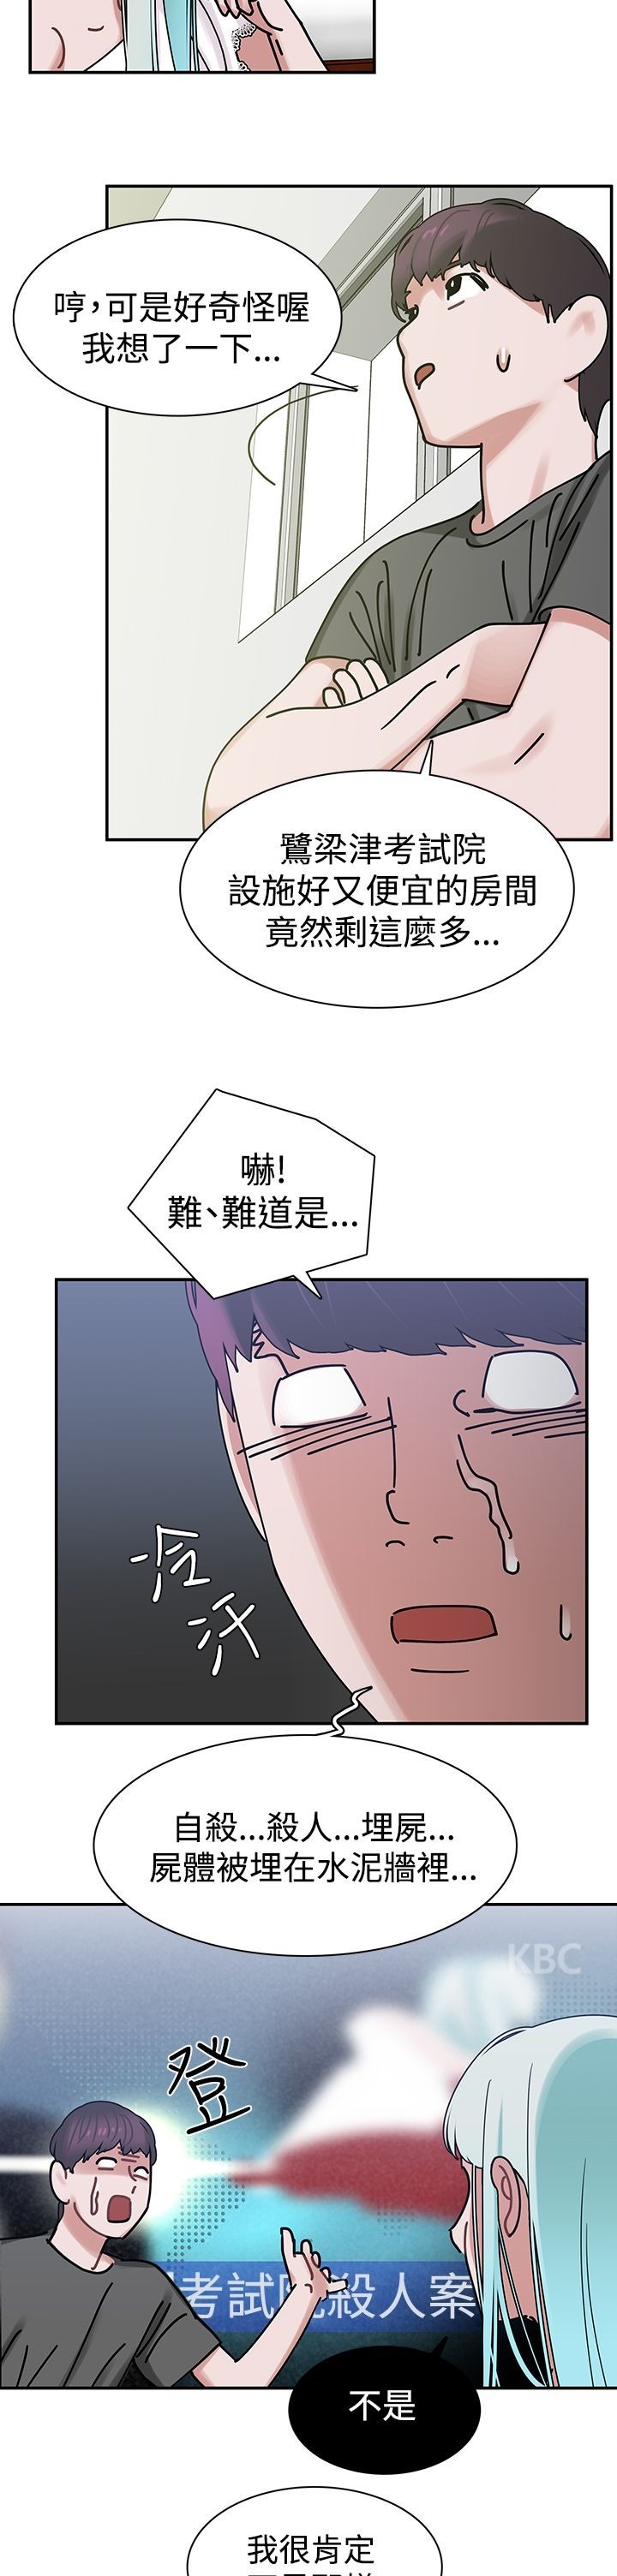 哼，可是好奇怪喔
我想了一下…
鷺梁津考試院
設施好又便宜的房間
竟然剩這麼多…
嚇！
難、難道是…
冷汗
自殺…殺人…埋屍…
屍體被埋在水泥牆裡…
KBC
登
考試院殺人案
不是
我很肯定